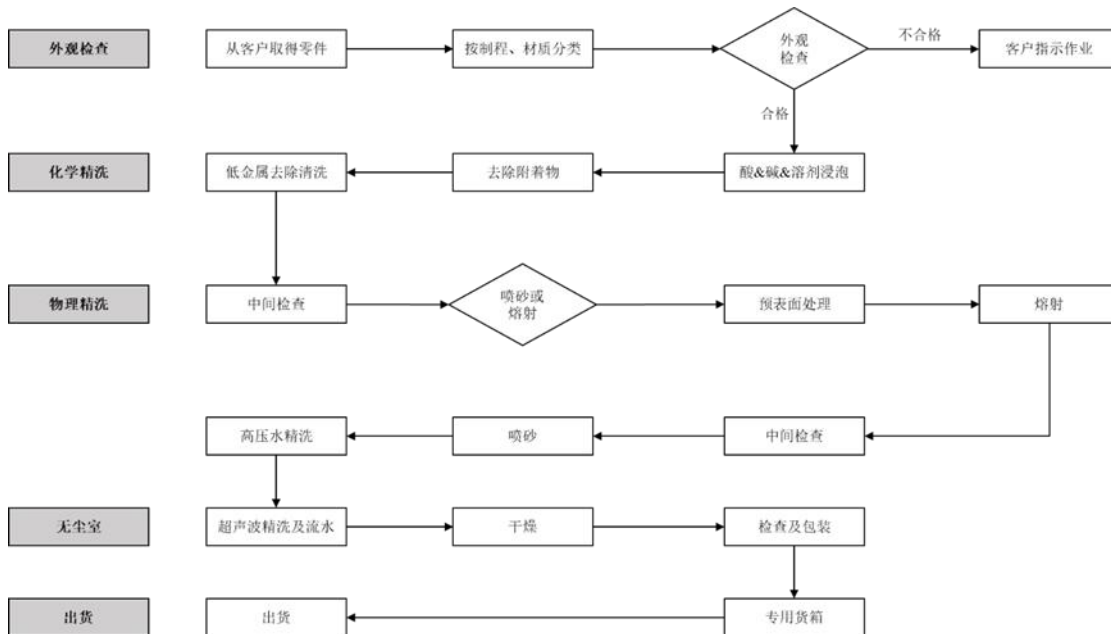 外观检查
从客户取得零件
按制程、材质分类
外观
检查
不合格
客户指示作业
合格
化学精洗
低金属去除清洗
去除附着物
酸&碱&溶剂浸泡
物理精洗
中间检查
喷砂或
熔射
预表面处理
熔射
高压水精洗
喷砂
中间检查
无尘室
超声波精洗及流水
干燥
检查及包装
出货
出货
专用货箱